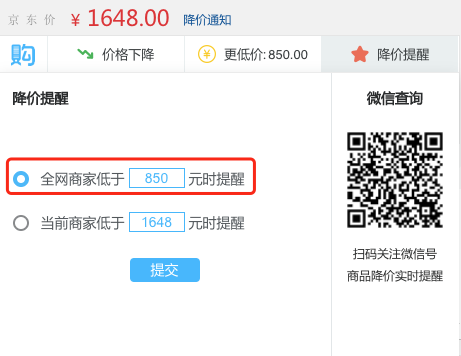 京东价 ¥ 1648.00 降价通知
购 价格下降 ¥ 更低价: 850.00 降价提醒
降价提醒
全网商家低于 850 元时提醒
当前商家低于 1648 元时提醒
提交
微信查询
扫码关注微信号
商品降价实时提醒